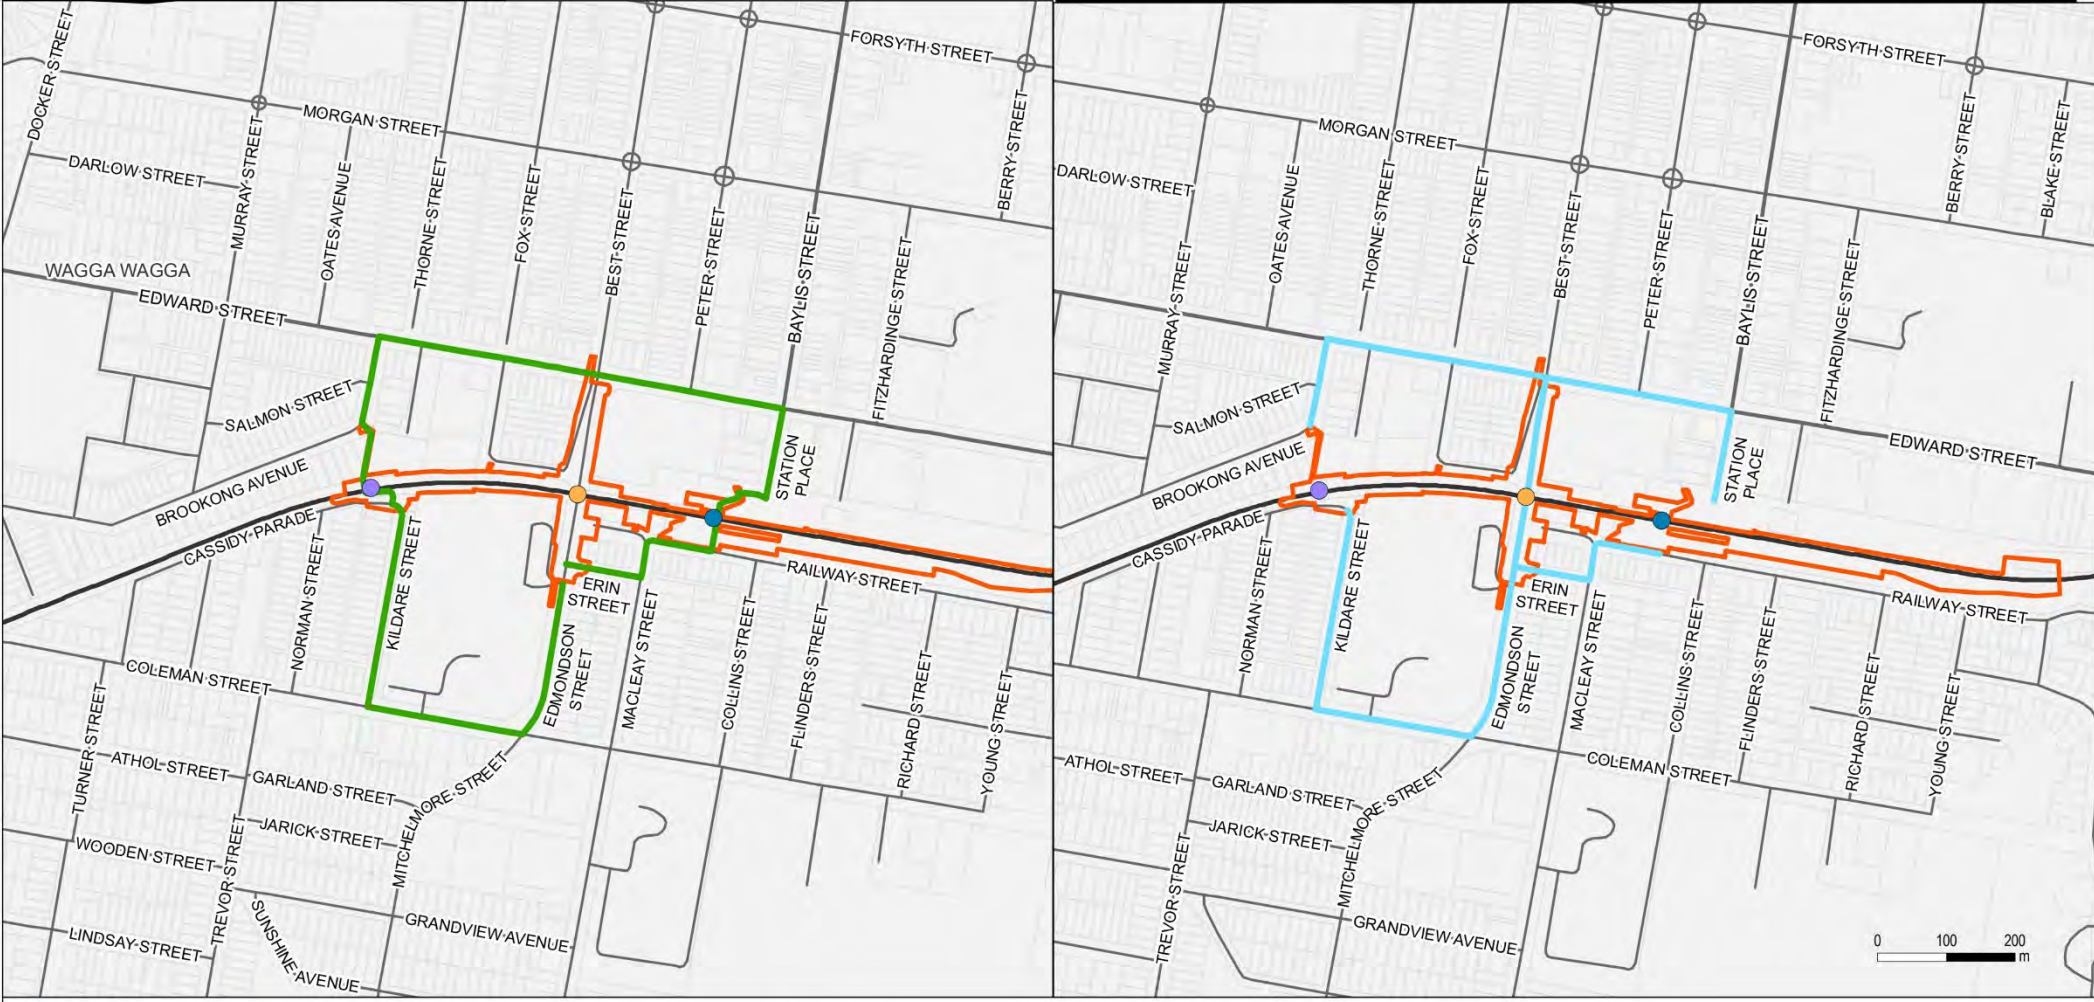 FORSYTH STREET
DOCKER STREET
MORGAN STREET
BERRY STREET
DARLOW STREET
MURRAY STREET
OATES AVENUE
THORNE STREET
FOX STREET
BEST STREET
PETER STREET
BAYLIS STREET
FITZHARDINGE STREET
WAGGA WAGGA
EDWARD STREET
SALMON STREET
STATION
PLACE
BROOKONG AVENUE
CASSIDY PARADE
KILDARE STREET
NORMAN STREET
ERIN
STREET
RAILWAY STREET
COLEMAN STREET
EDMONDSON
STREET
MACLEAY STREET
COLLINS STREET
FLINDERS STREET
RICHARD STREET
YOUNG STREET
TURNER STREET
ATHOL STREET
GARLAND STREET
MITCHELMORE STREET
JARICK STREET
WOODEN STREET
TREVOR STREET
SUNSHINE AVENUE
GRANDVIEW AVENUE
LINDSAY STREET
FORSYTH STREET
MORGAN STREET
BERRY STREET
BLAKE STREET
DARLOW STREET
MURRAY STREET
OATES AVENUE
THORNE STREET
FOX STREET
BEST STREET
PETER STREET
BAYLIS STREET
FITZHARDINGE STREET
SALMON STREET
EDWARD STREET
STATION
PLACE
BROOKONG AVENUE
CASSIDY PARADE
KILDARE STREET
NORMAN STREET
ERIN
STREET
RAILWAY STREET
EDMONDSON
STREET
MACLEAY STREET
COLLINS STREET
FLINDERS STREET
RICHARD STREET
YOUNG STREET
COLEMAN STREET
ATHOL STREET
GARLAND STREET
MITCHELMORE STREET
JARICK STREET
TREVOR STREET
GRANDVIEW AVENUE
0 100 200
m